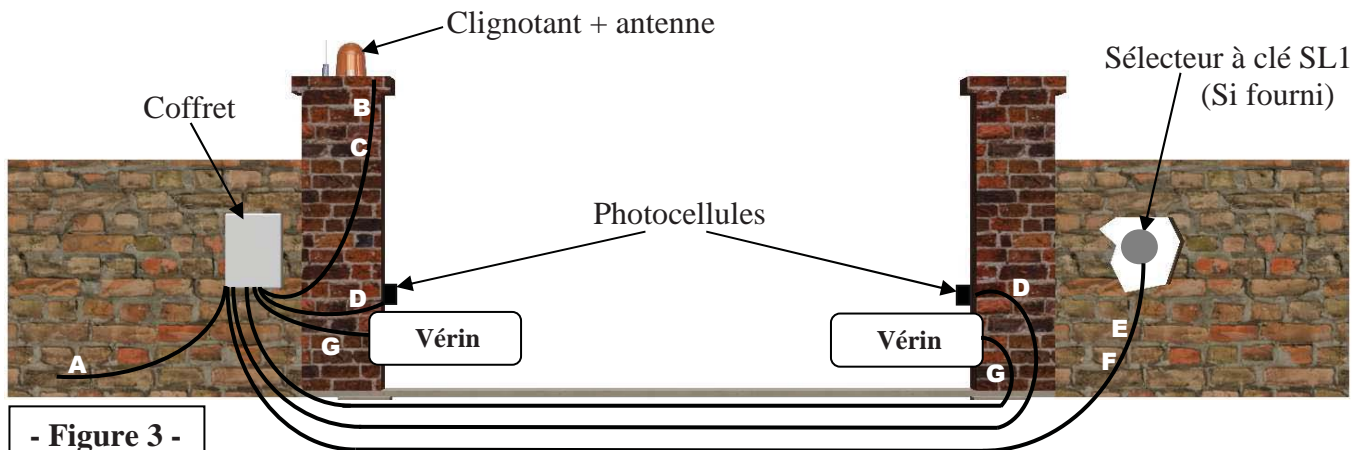 Clignotant + antenne
Sélecteur à clé SL1
(Si fourni)
Coffret
B
C
Photocellules
D
D
Vérin
Vérin
E
F
G
G
A
- Figure 3 -